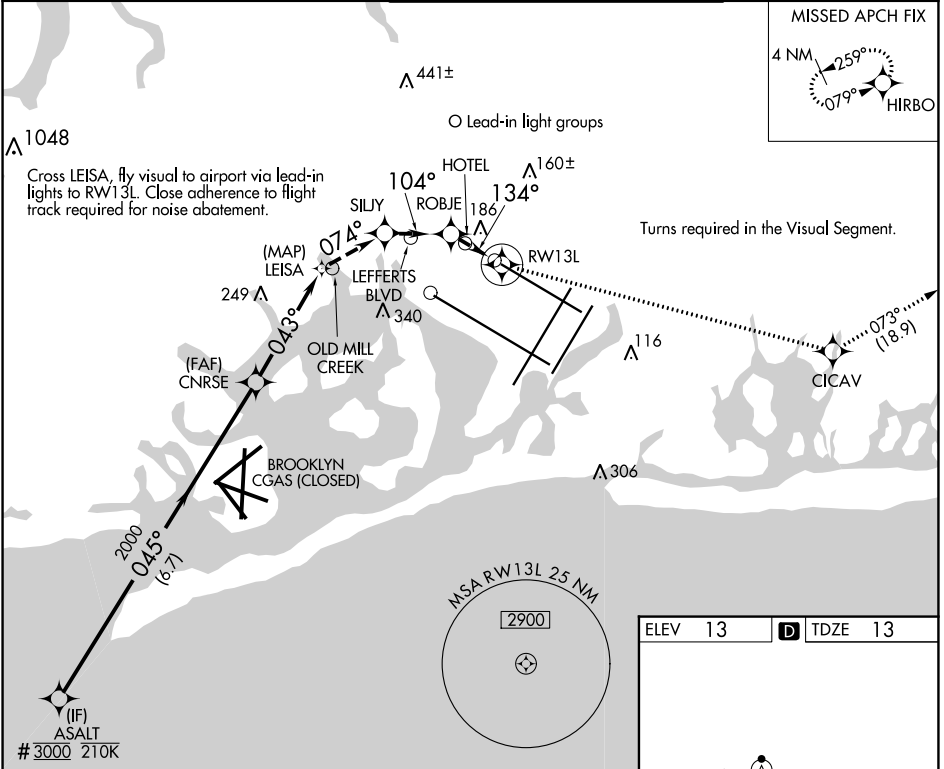 MISSED APCH FIX
4 NM
259°
079°
HIRBO
441±
1048
Lead-in light groups
Cross LEISA, fly visual to airport via lead-in
lights to RW13L. Close adherence to flight
track required for noise abatement.
HOTEL
160±
104°
134°
SILJY
ROBJE
186
Turns required in the Visual Segment.
074°
(MAP)
LEISA
RW13L
LEFFERTS
BLVD
249
340
043°
OLD MILL
CREEK
073°
(18.9)
116
(FAF)
CNRSE
CICAV
BROOKLYN
CGAS (CLOSED)
306
2000
045°
(6.7)
MSA RW13L 25 NM
2900
ELEV 13 D TDZE 13
(IF)
ASALT
# 3000 210K
A